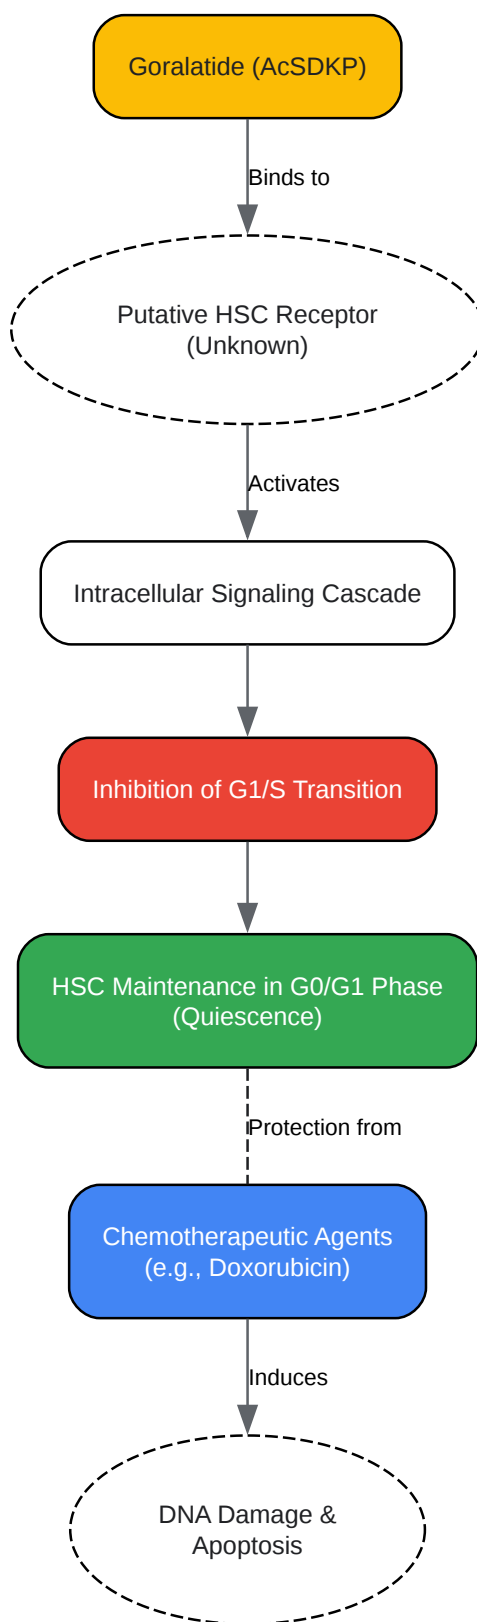 Goralatide (AcSDKP)
Binds to
Putative HSC Receptor
(Unknown)
Activates
Intracellular Signaling Cascade
Inhibition of G1/S Transition
HSC Maintenance in G0/G1 Phase
(Quiescence)
Protection from
Chemotherapeutic Agents
(e.g., Doxorubicin)
Induces
DNA Damage &
Apoptosis